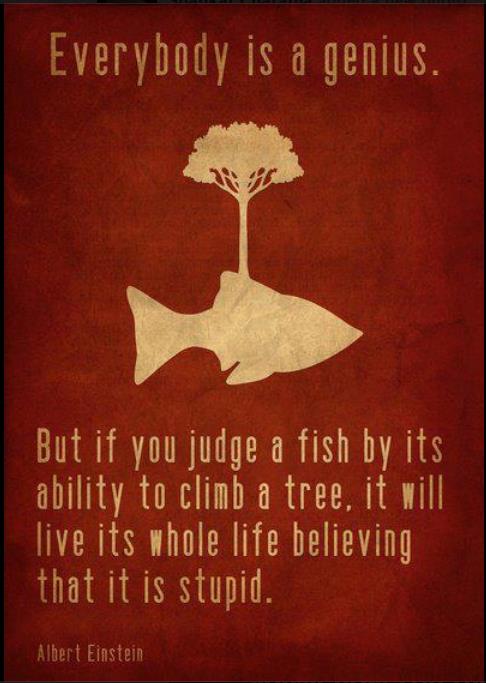 Everybody is a genius.
But if you judge a fish by its
ability to climb a tree, it will
live its whole life believing
that it is stupid.
Albert Einstein